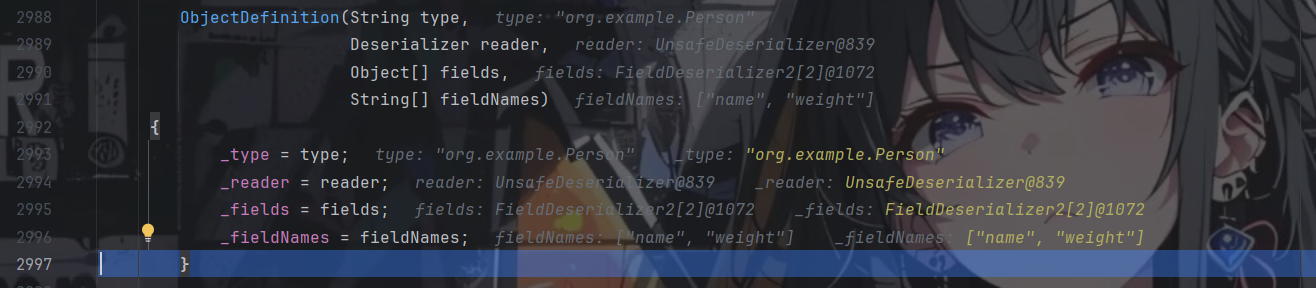 2988 ObjectDefinition(String type, type: "org.example.Person"
2989 Deserializer reader, reader: UnsafeDeserializer@839
2990 Object[] fields, fields: FieldDeserializer2[2]@1072
2991 String[] fieldNames) fieldNames: ["name", "weight"]
2992 {
2993 _type = type; type: "org.example.Person" _type: "org.example.Person"
2994 _reader = reader; reader: UnsafeDeserializer@839 _reader: UnsafeDeserializer@839
2995 _fields = fields; fields: FieldDeserializer2[2]@1072 _fields: FieldDeserializer2[2]@1072
2996 _fieldNames = fieldNames; fieldNames: ["name", "weight"] _fieldNames: ["name", "weight"]
2997 }